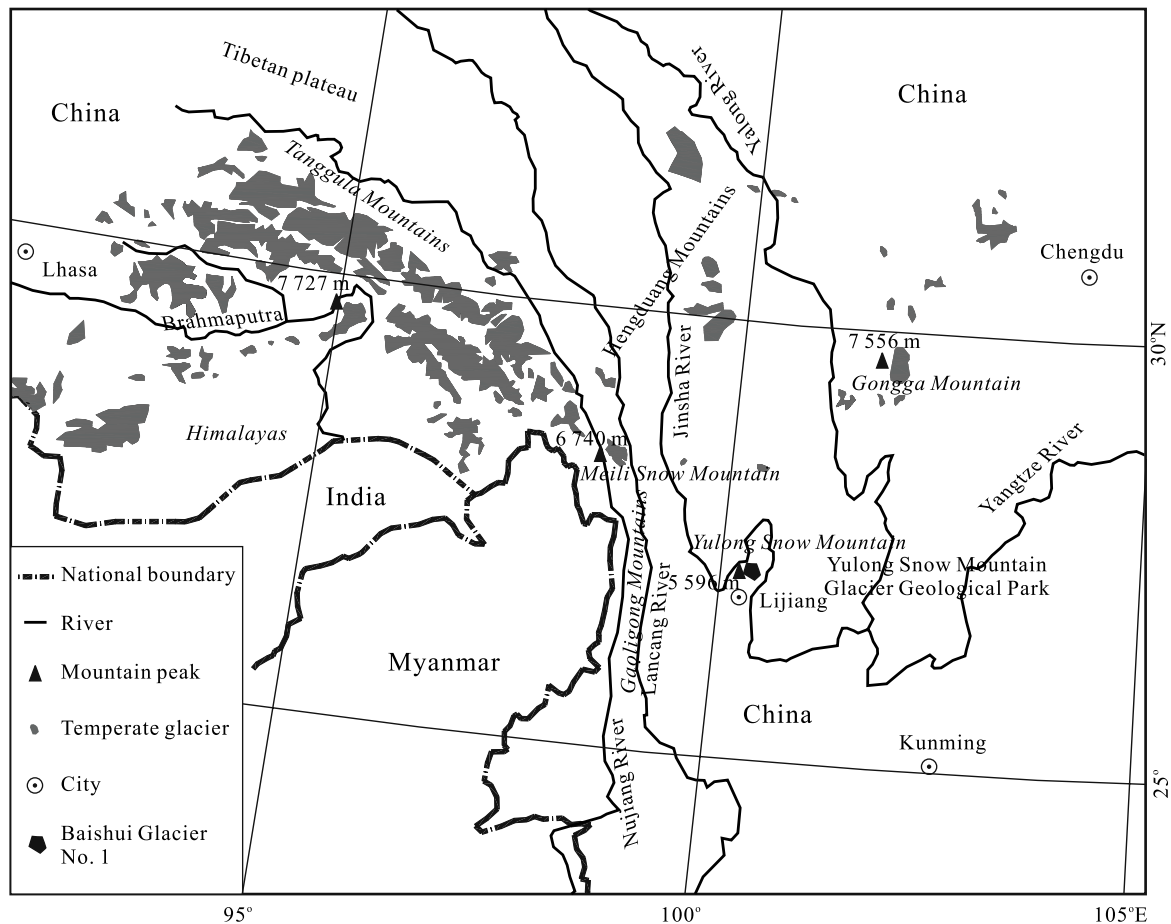 Tibetan plateau
China
Yalong River
China
Tanggula Mountains
Hengduang Mountains
Chengdu
Lhasa
7 727 m
Brahmaputra
30°N
7 556 m
Gongga Mountain
Jinsha River
Himalayas
6 740 m
Meili Snow Mountain
Yangtze River
India
Yulong Snow Mountain
Yulong Snow Mountain
Glacier Geological Park
5 596 m
Lijiang
Gaoligong Mountains
Lancang River
Myanmar
China
Kunming
Nujiang River
25°
National boundary
River
Mountain peak
Temperate glacier
City
Baishui Glacier
No. 1
95°
100°
105°E